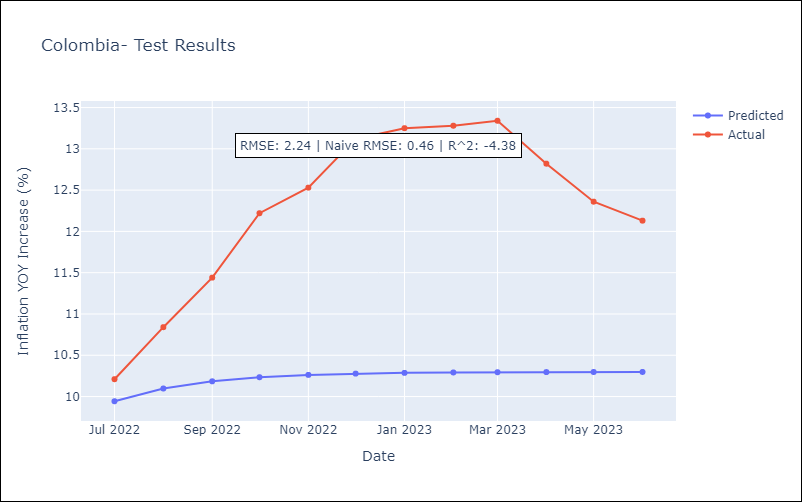 Colombia- Test Results
Predicted
Actual
RMSE: 2.24 | Naive RMSE: 0.46 | R^2: -4.38
Inflation YOY Increase (%)
13.5
13
12.5
12
11.5
11
10.5
10
Jul 2022 Sep 2022 Nov 2022 Jan 2023 Mar 2023 May 2023
Date